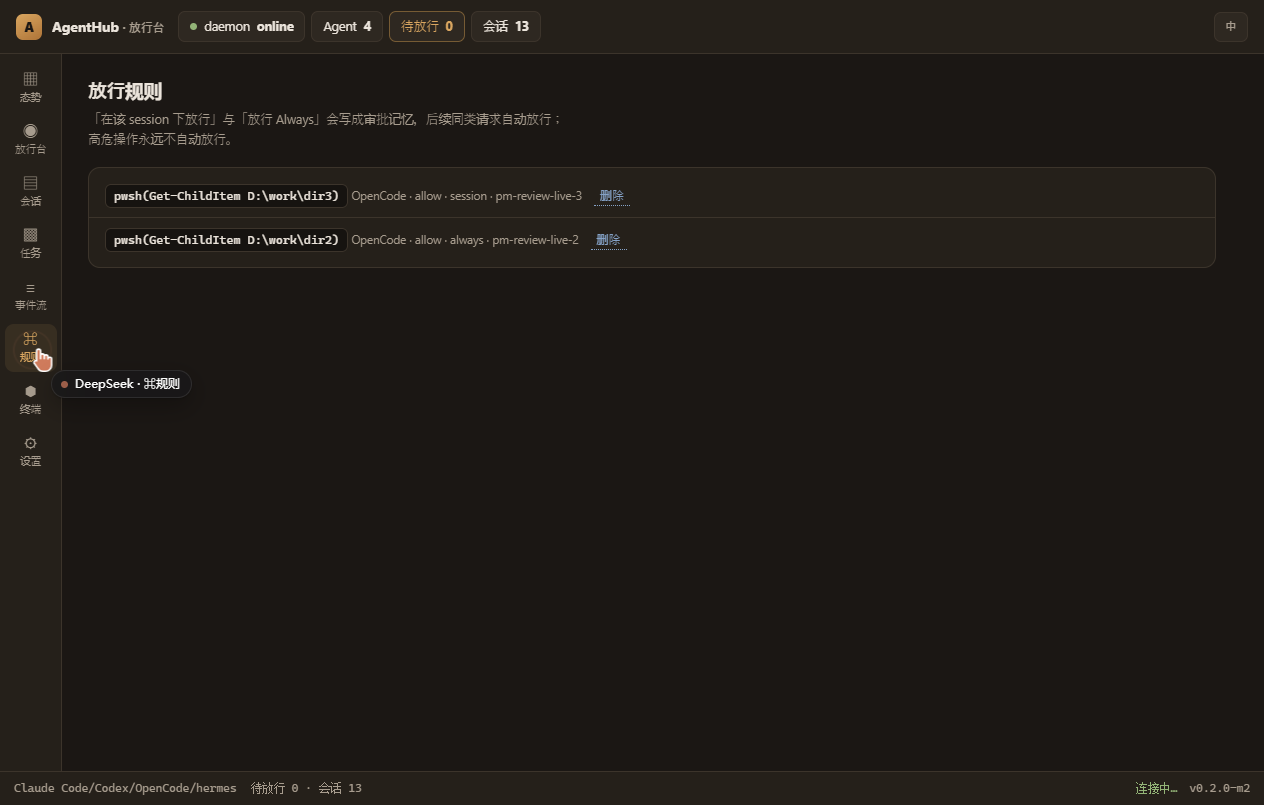 A AgentHub · 放行台 daemon online Agent 4 待放行 0 会话 13 中
态势
放行台
会话
任务
事件流
⌘
规则
终端
设置
放行规则
「在该 session 下放行」与「放行 Always」会写成审批记忆，后续同类请求自动放行；
高危操作永远不自动放行。
pwsh(Get-ChildItem D:\work\dir3) OpenCode · allow · session · pm-review-live-3 删除
pwsh(Get-ChildItem D:\work\dir2) OpenCode · allow · always · pm-review-live-2 删除
DeepSeek · ⌘规则
Claude Code/Codex/OpenCode/hermes 待放行 0 · 会话 13 连接中… v0.2.0-m2